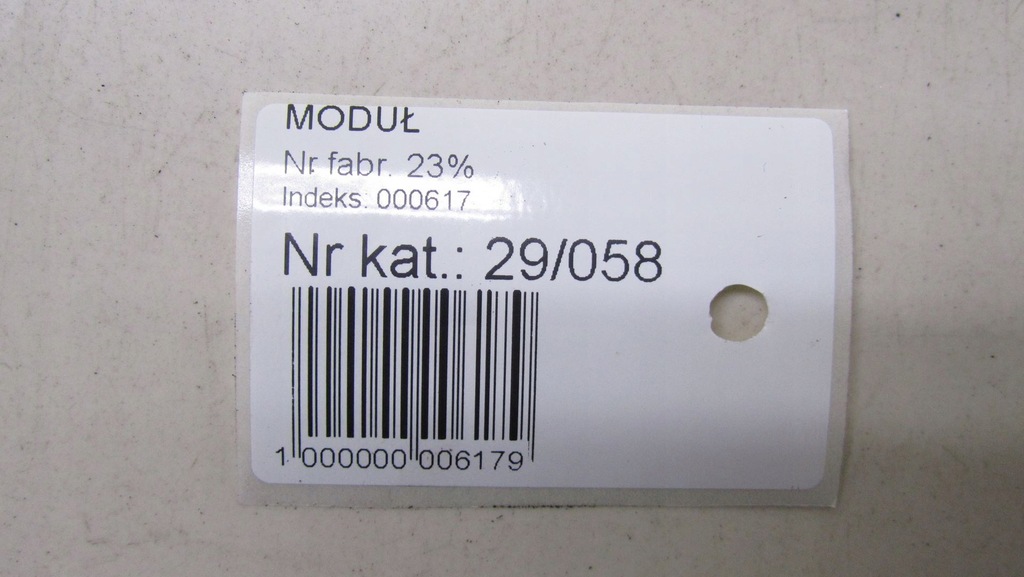 MODUŁ
Nr fabr. 23%
Indeks: 000617
Nr kat.: 29/058
1 000000 006179